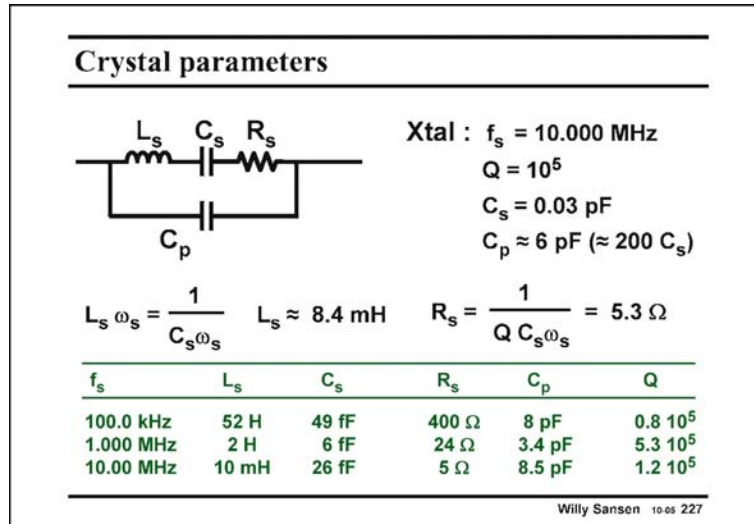 Crystal parameters
Ls Cs Rs
Cp
Xtal : fs = 10.000 MHz
Q = 10⁵
Cs = 0.03 pF
Cp ≈ 6 pF (≈ 200 Cs)
Ls ωs = 1 / Cs ωs Ls ≈ 8.4 mH Rs = 1 / Q Cs ωs = 5.3 Ω
fs Ls Cs Rs Cp Q
100.0 kHz 52 H 49 fF 400 Ω 8 pF 0.8 10⁵
1.000 MHz 2 H 6 fF 24 Ω 3.4 pF 5.3 10⁵
10.00 MHz 10 mH 26 fF 5 Ω 8.5 pF 1.2 10⁵
Willy Sansen 10-05 227